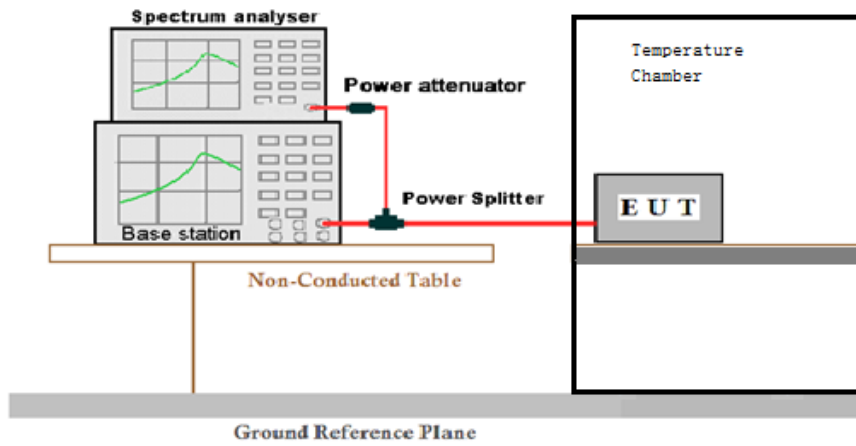 Spectrum analyser
Temperature
Chamber
Power attenuator
Power Splitter
E U T
Base station
Non-Conducted Table
Ground Reference Plane